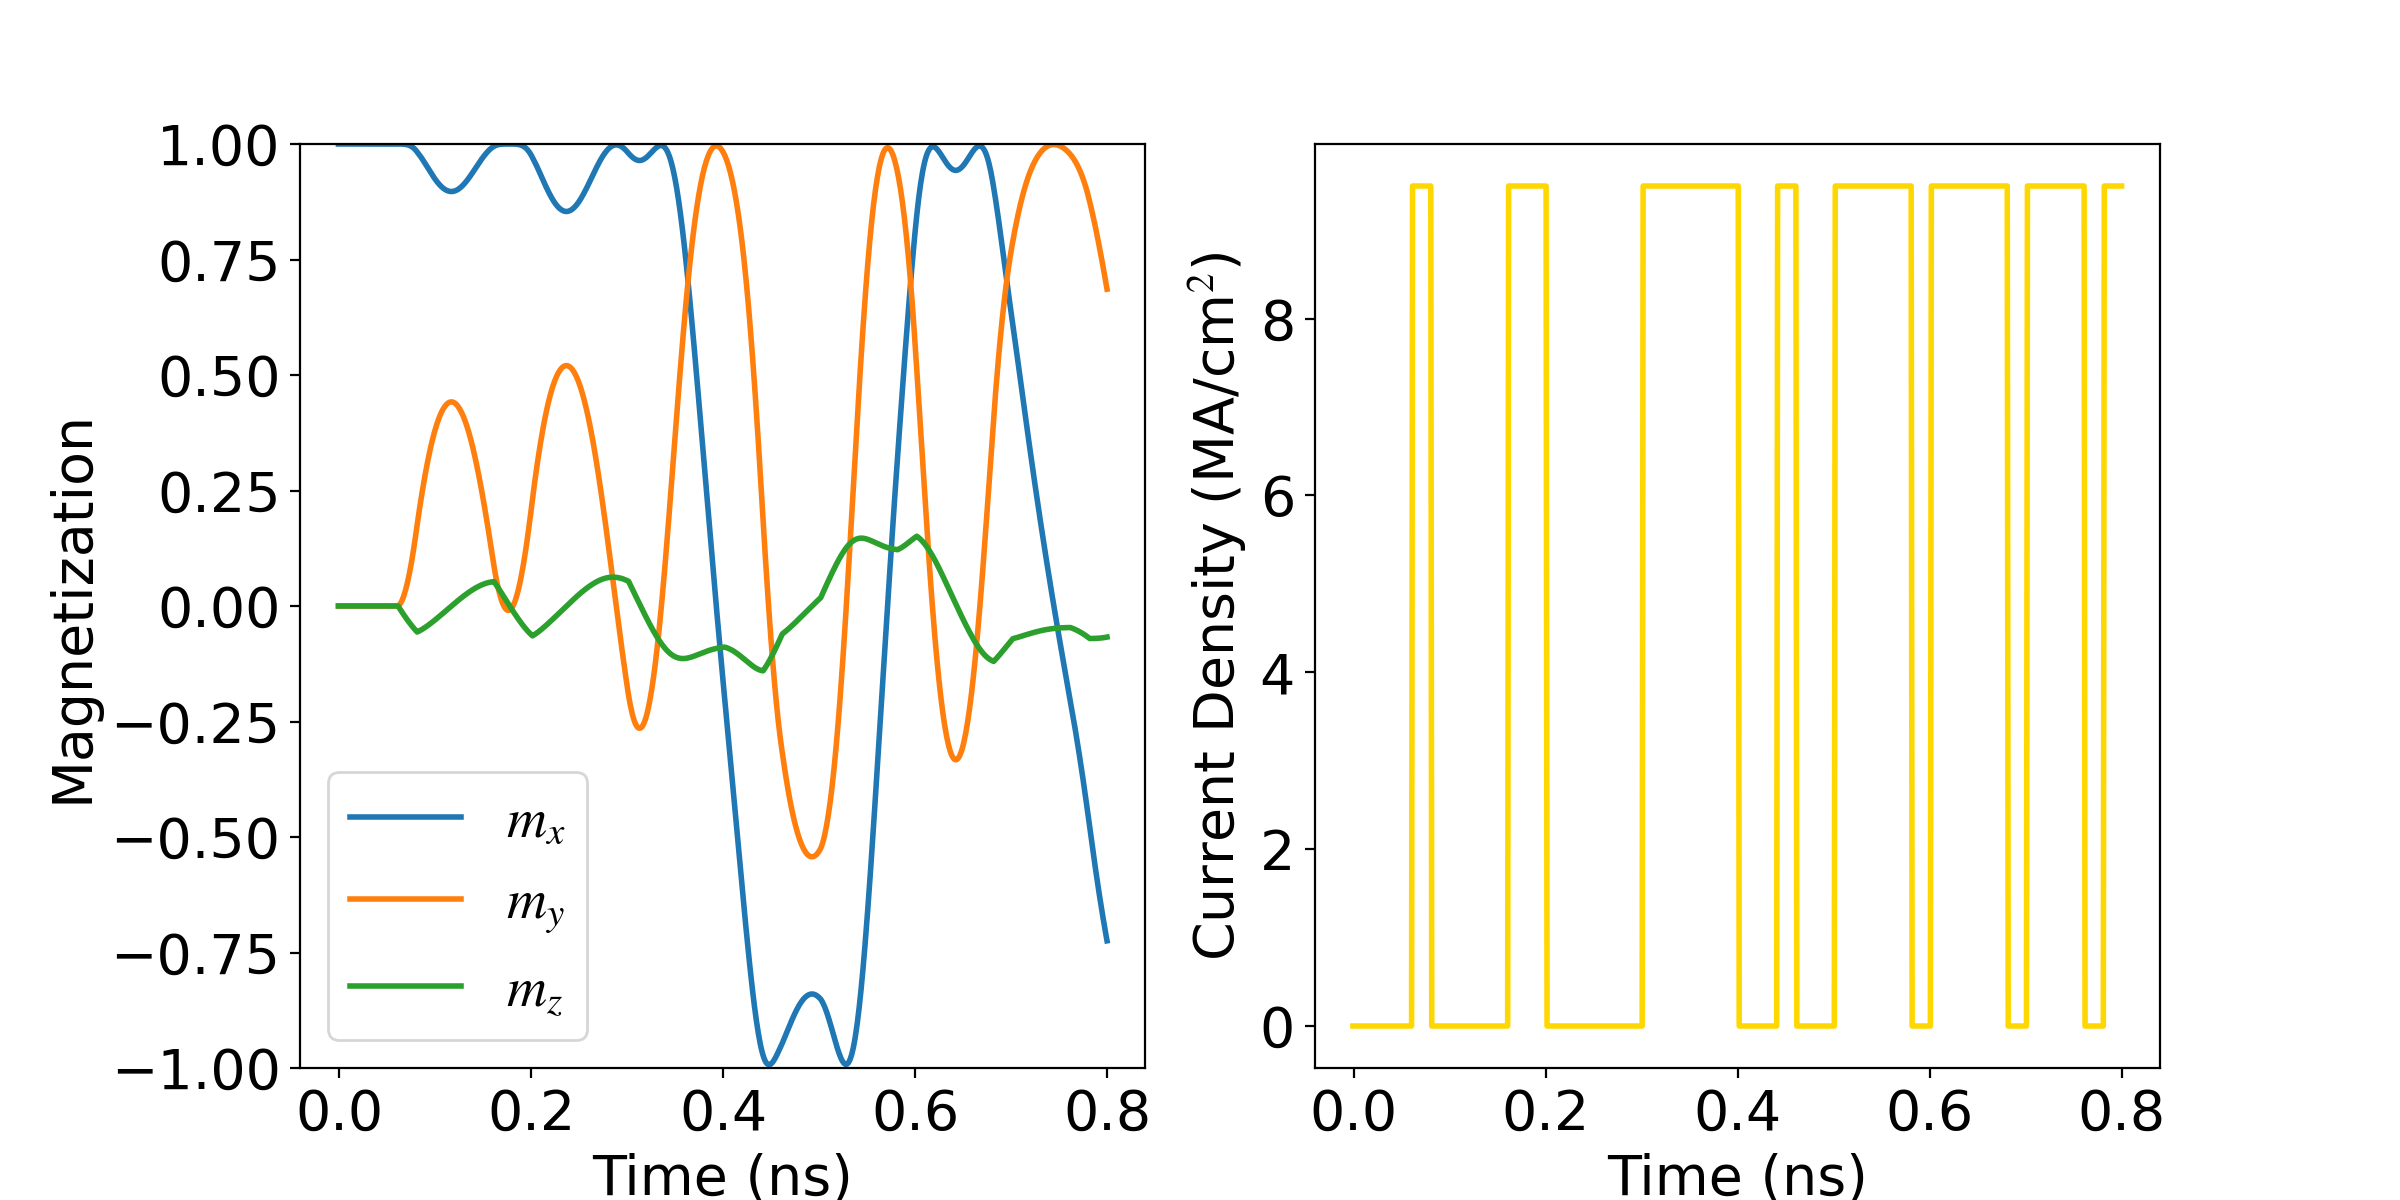 Magnetization
1.00
0.75
0.50
0.25
0.00
−0.25
−0.50
−0.75
−1.00
m_x
m_y
m_z
0.0 0.2 0.4 0.6 0.8
Time (ns)
Current Density (MA/cm²)
8
6
4
2
0
0.0 0.2 0.4 0.6 0.8
Time (ns)